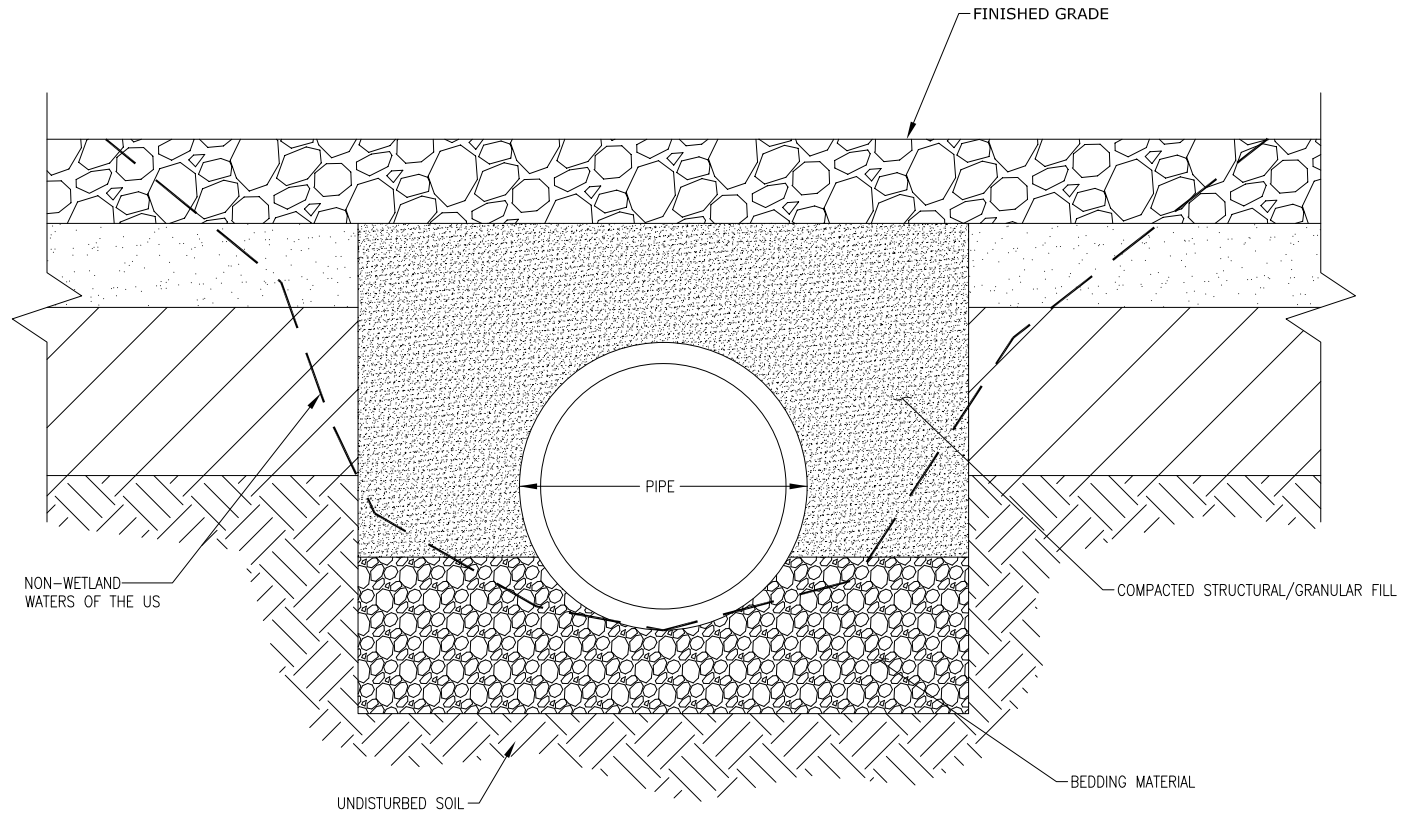 FINISHED GRADE
PIPE
NON-WETLAND
WATERS OF THE US
COMPACTED STRUCTURAL/GRANULAR FILL
BEDDING MATERIAL
UNDISTURBED SOIL